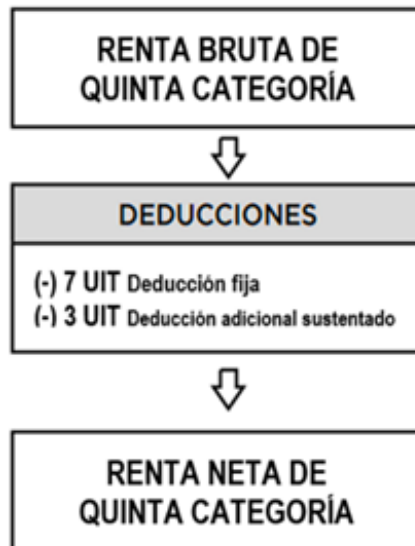 RENTA BRUTA DE
QUINTA CATEGORÍA
DEDUCCIONES
(-) 7 UIT Deducción fija
(-) 3 UIT Deducción adicional sustentado
RENTA NETA DE
QUINTA CATEGORÍA